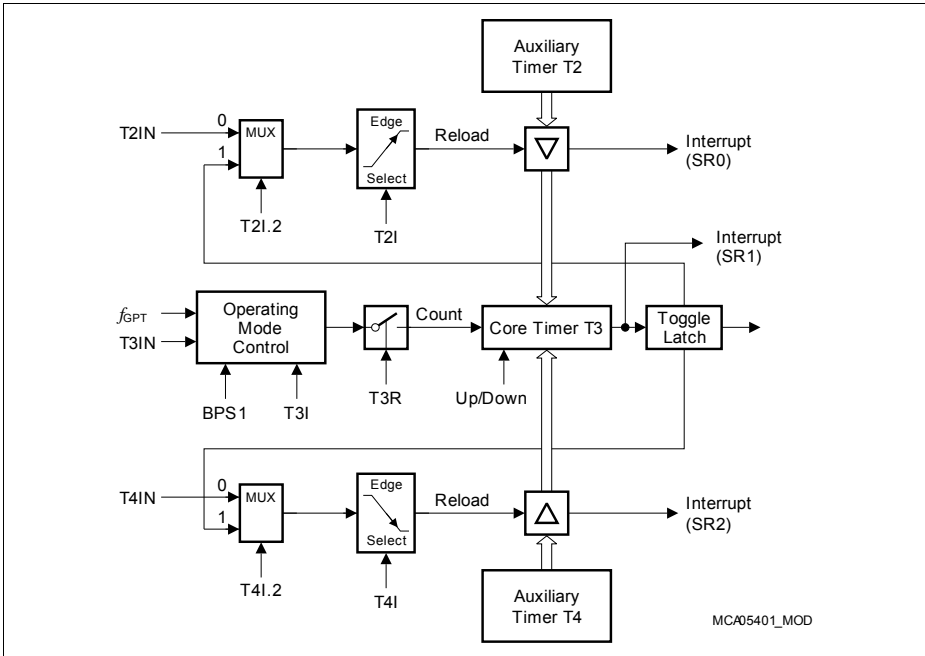 Auxiliary
Timer T2
T2IN
0
1
MUX
Edge
Select
Reload
Interrupt
(SR0)
T2I.2
T2I
Interrupt
(SR1)
fGPT
T3IN
Operating
Mode
Control
Count
Core Timer T3
Toggle
Latch
BPS1
T3I
T3R
Up/Down
T4IN
0
1
MUX
Edge
Select
Reload
Interrupt
(SR2)
T4I.2
T4I
Auxiliary
Timer T4
MCA05401_MOD